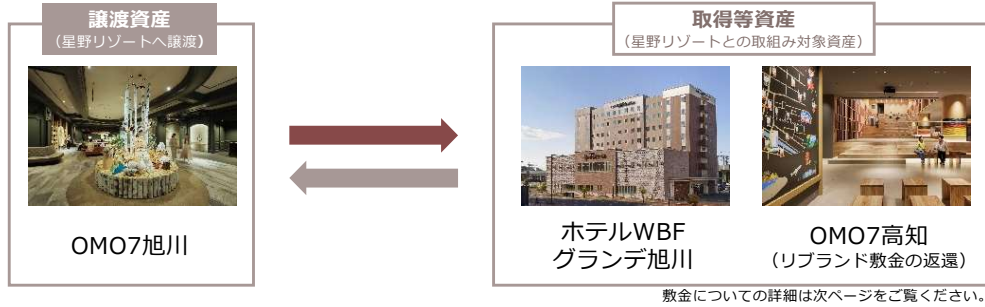 譲渡資産
(星野リゾートへ譲渡)
OMO7旭川
取得等資産
(星野リゾートとの取組み対象資産)
ホテルWBF
グランデ旭川
OMO7高知
(リブランド敷金の返還)
敷金についての詳細は次ページをご覧ください。